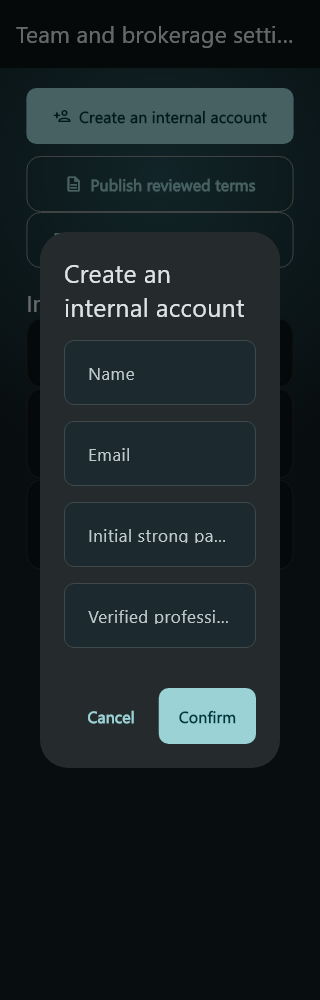 Team and brokerage setti...
Create an internal account
Publish reviewed terms
In
Create an
internal account
Name
Email
Initial strong pa...
Verified professi...
Cancel
Confirm